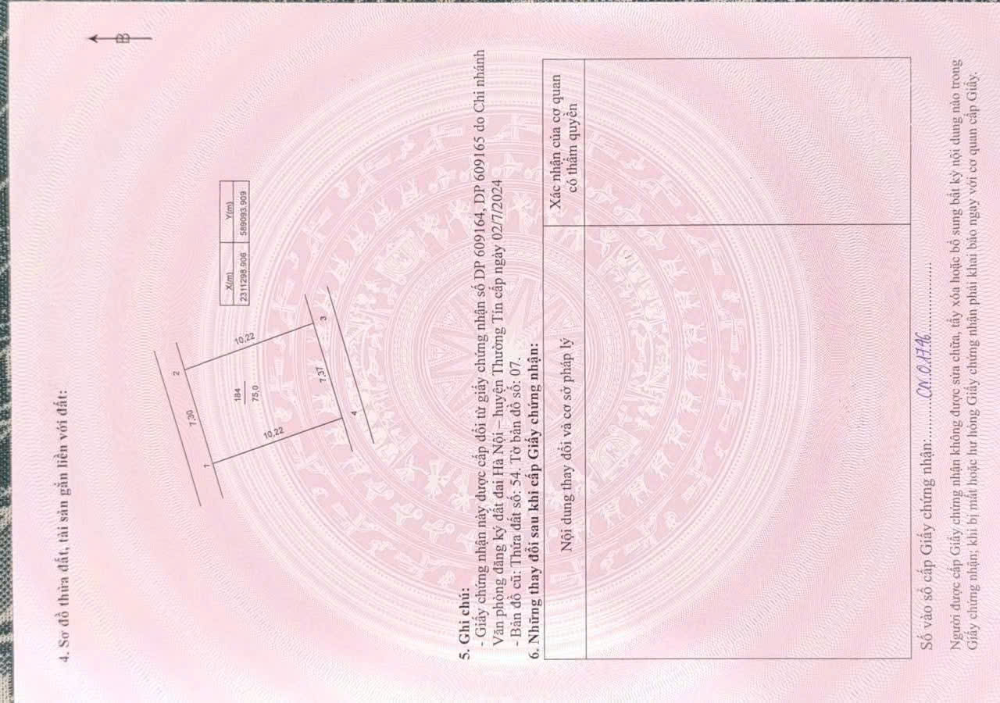 4. Sơ đồ thửa đất, tài sản gắn liền với đất:
B
1
7,30
2
10,22
184
75,0
10,22
7,37
3
4
X(m) Y(m)
2311298.906 589093.909
5. Ghi chú:
- Giấy chứng nhận này được cấp đổi từ giấy chứng nhận số DP 609164, DP 609165 do Chi nhánh
Văn phòng đăng ký đất đai Hà Nội – huyện Thường Tín cấp ngày 02/7/2024
- Bản đồ cũ: Thửa đất số: 54. Tờ bản đồ số: 07.
6. Những thay đổi sau khi cấp Giấy chứng nhận:
Nội dung thay đổi và cơ sở pháp lý
Xác nhận của cơ quan
có thẩm quyền
Số vào sổ cấp Giấy chứng nhận: CN.01796
Người được cấp Giấy chứng nhận không được sửa chữa, tẩy xóa hoặc bổ sung bất kỳ nội dung nào trong
Giấy chứng nhận; khi bị mất hoặc hư hỏng Giấy chứng nhận phải khai báo ngay với cơ quan cấp Giấy.